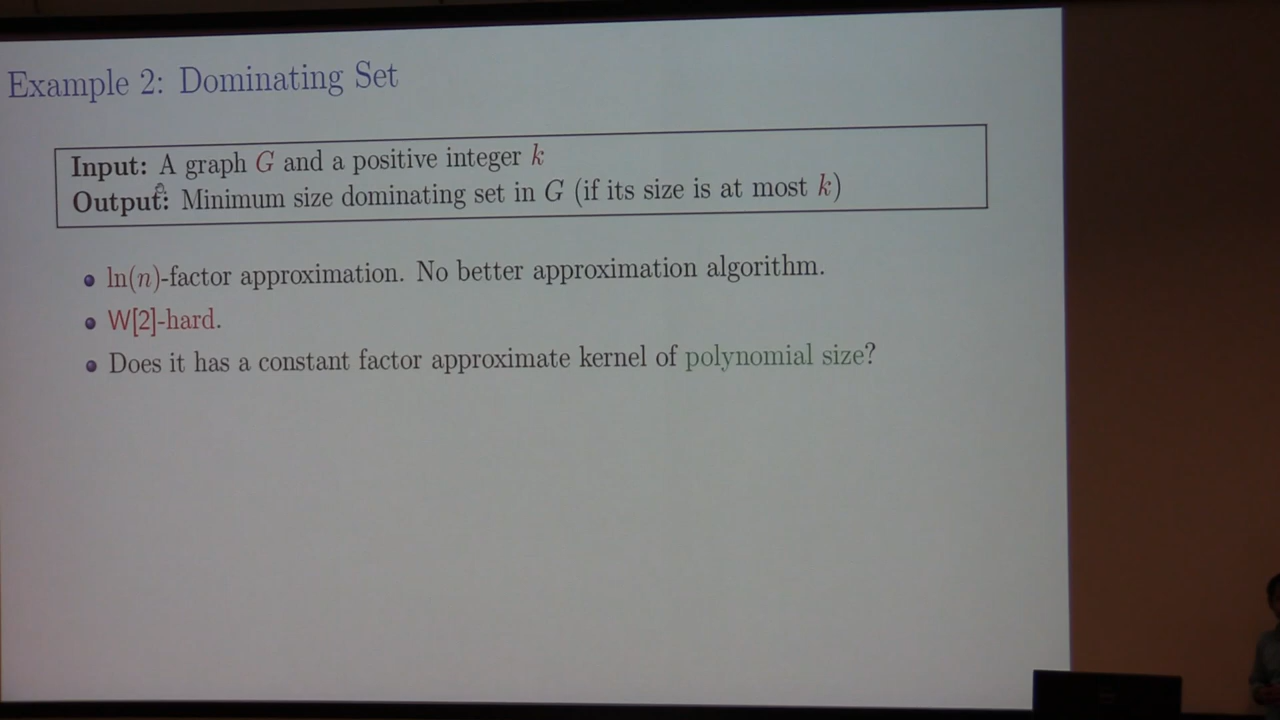 Example 2: Dominating Set
Input: A graph G and a positive integer k
Output: Minimum size dominating set in G (if its size is at most k)
ln(n)-factor approximation. No better approximation algorithm.
W[2]-hard.
Does it has a constant factor approximate kernel of polynomial size?